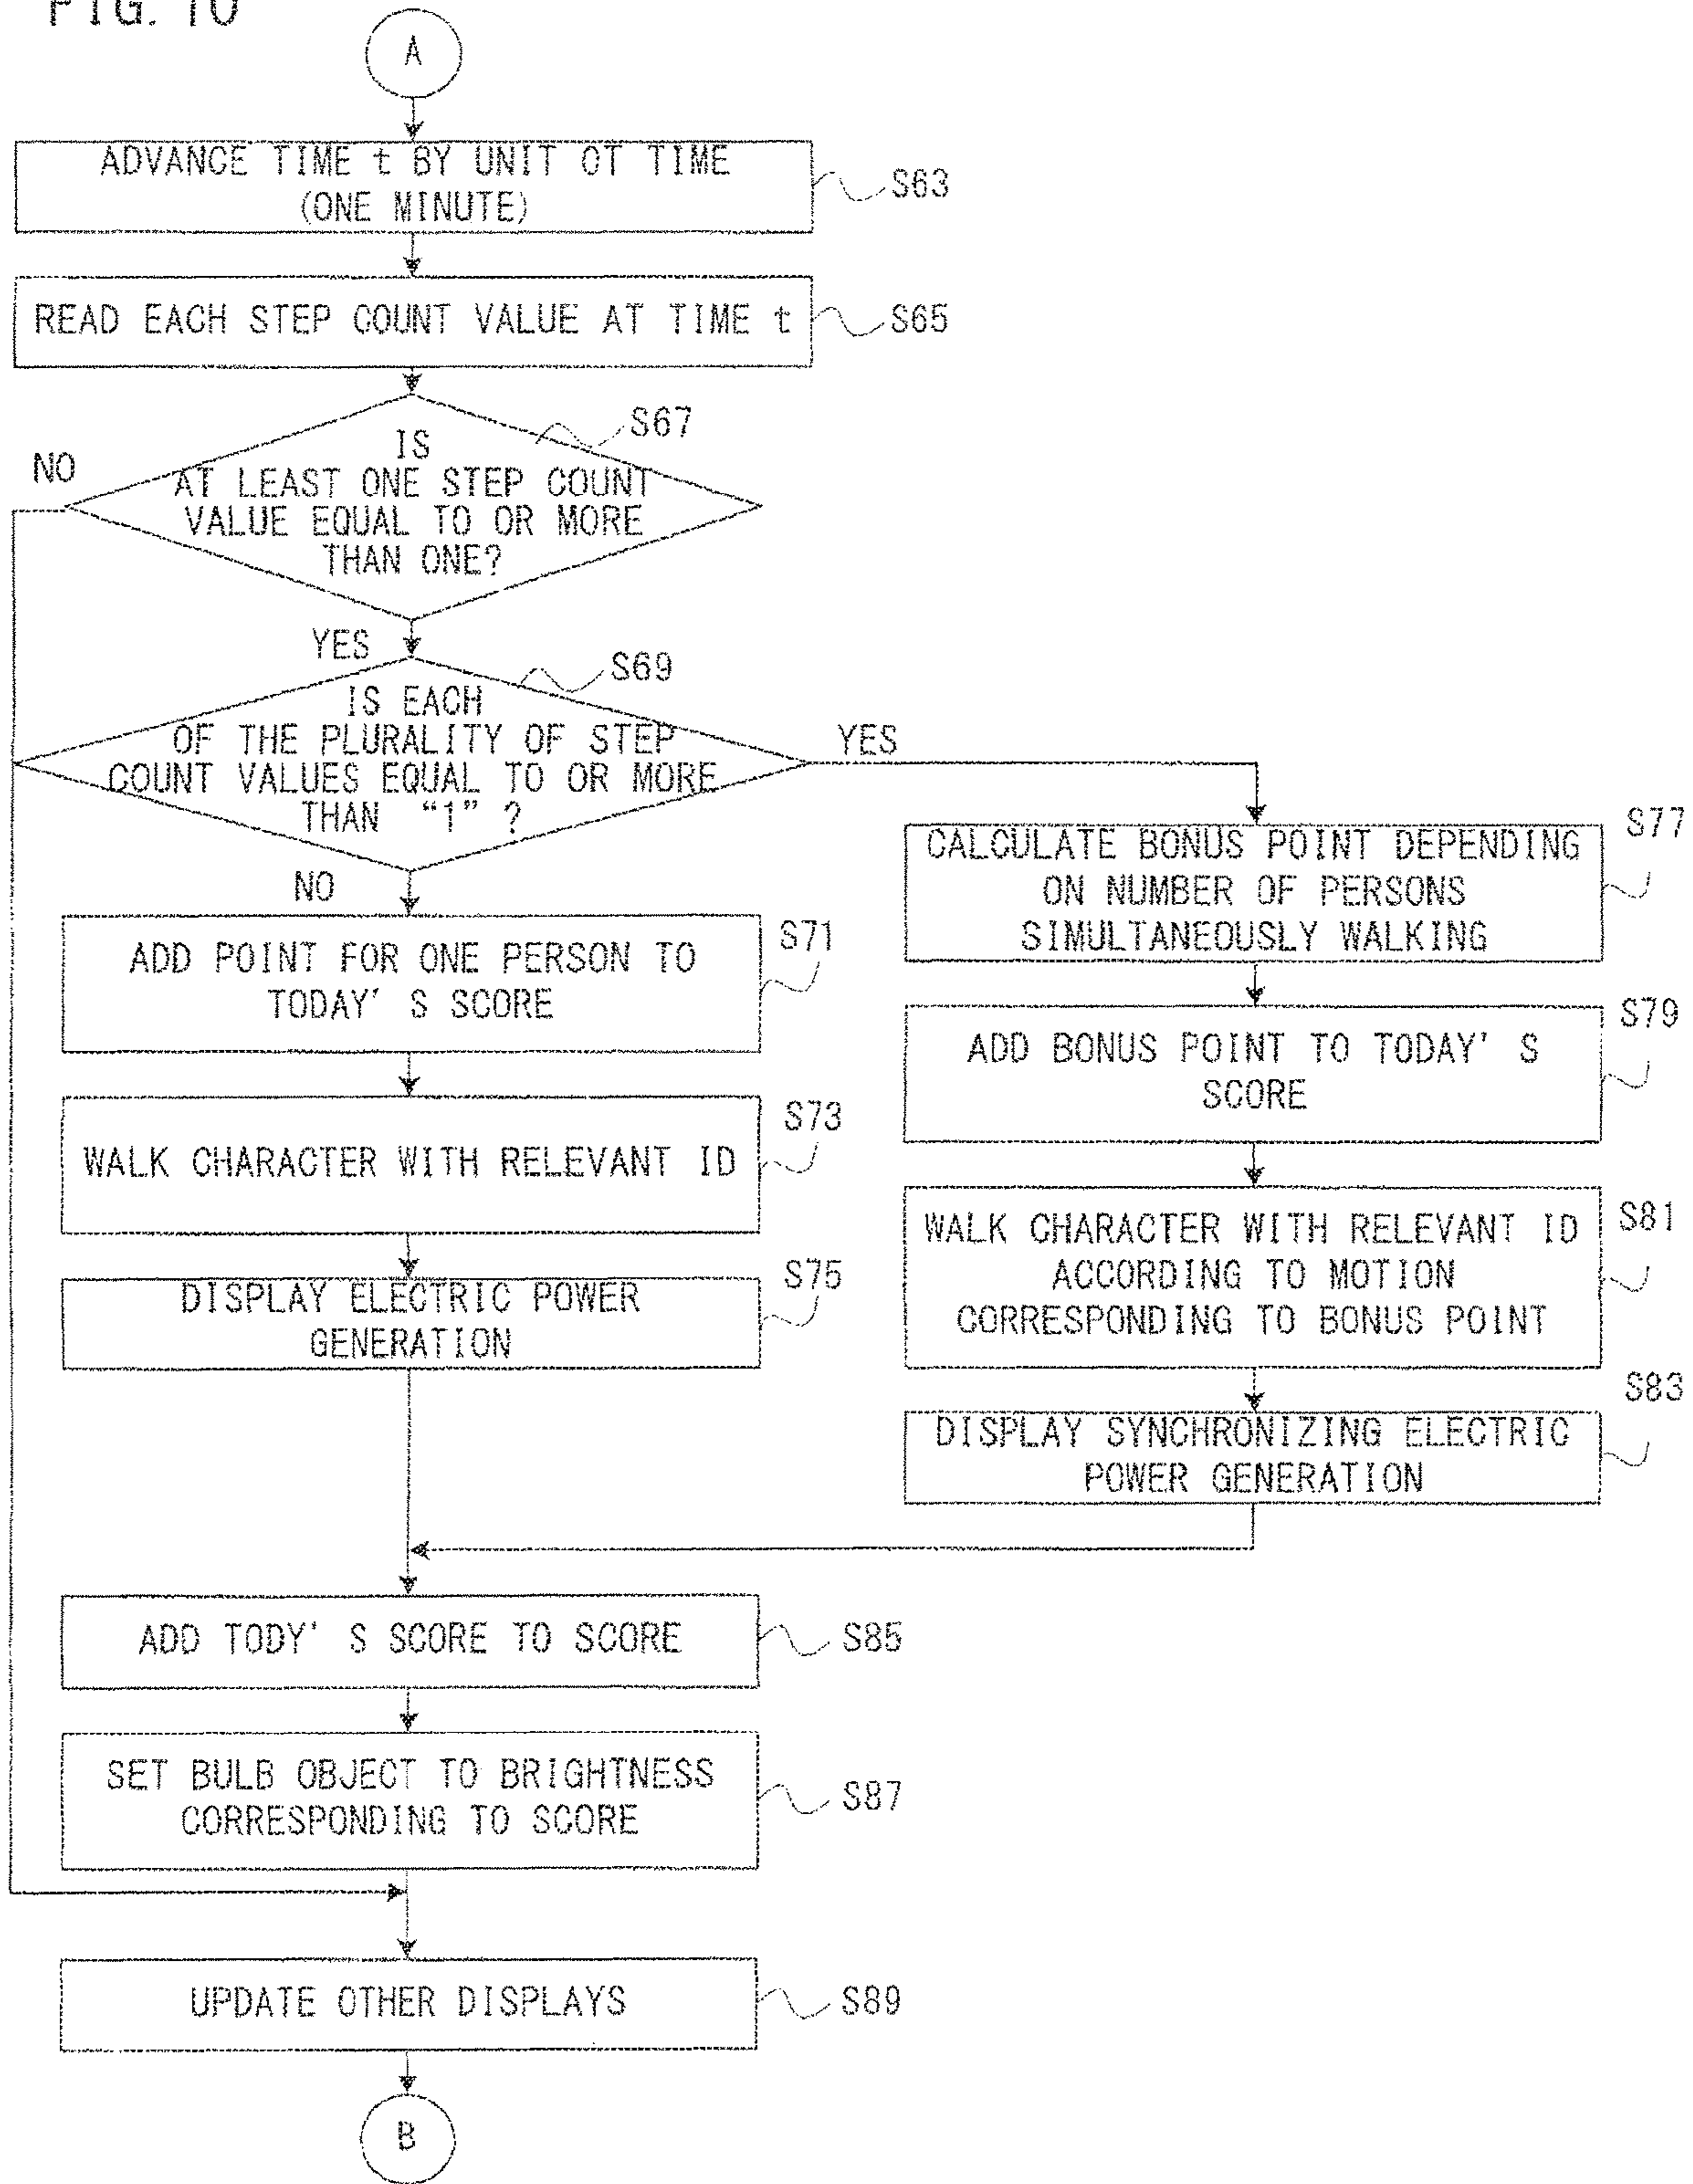 FIG. 10
A
ADVANCE TIME t BY UNIT OT TIME
(ONE MINUTE)
S63
READ EACH STEP COUNT VALUE AT TIME t
S65
S67
IS
AT LEAST ONE STEP COUNT
VALUE EQUAL TO OR MORE
THAN ONE?
NO
YES
S69
IS EACH
OF THE PLURALITY OF STEP
COUNT VALUES EQUAL TO OR MORE
THAN "1" ?
YES
NO
S71
ADD POINT FOR ONE PERSON TO
TODAY' S SCORE
S73
WALK CHARACTER WITH RELEVANT ID
S75
DISPLAY ELECTRIC POWER
GENERATION
S77
CALCULATE BONUS POINT DEPENDING
ON NUMBER OF PERSONS
SIMULTANEOUSLY WALKING
S79
ADD BONUS POINT TO TODAY' S
SCORE
S81
WALK CHARACTER WITH RELEVANT ID
ACCORDING TO MOTION
CORRESPONDING TO BONUS POINT
S83
DISPLAY SYNCHRONIZING ELECTRIC
POWER GENERATION
ADD TODY' S SCORE TO SCORE
S85
SET BULB OBJECT TO BRIGHTNESS
CORRESPONDING TO SCORE
S87
UPDATE OTHER DISPLAYS
S89
B